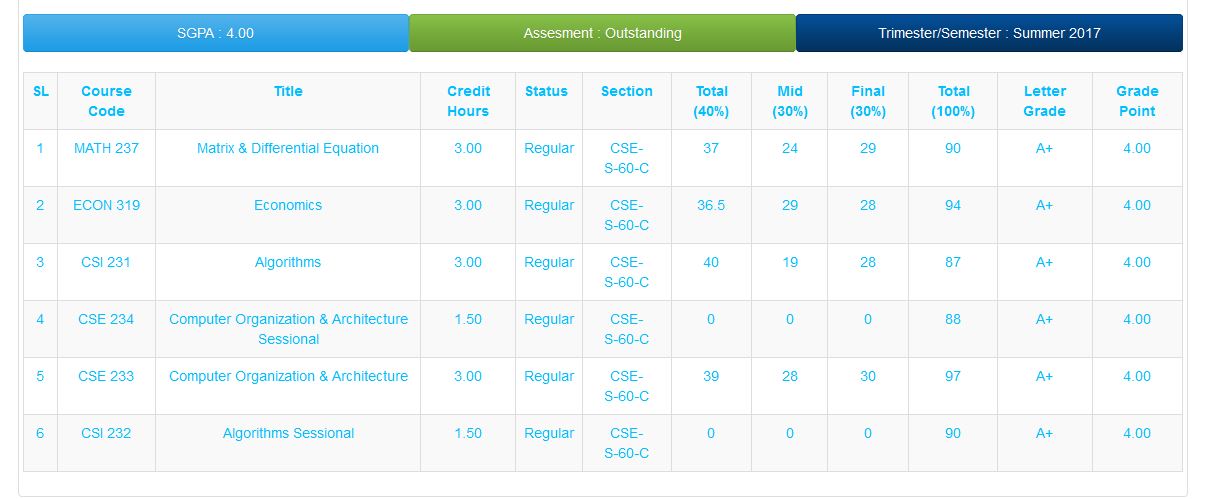 SGPA : 4.00 Assesment : Outstanding Trimester/Semester : Summer 2017
SL Course Code Title Credit Hours Status Section Total (40%) Mid (30%) Final (30%) Total (100%) Letter Grade Grade Point
1 MATH 237 Matrix & Differential Equation 3.00 Regular CSE-S-60-C 37 24 29 90 A+ 4.00
2 ECON 319 Economics 3.00 Regular CSE-S-60-C 36.5 29 28 94 A+ 4.00
3 CSI 231 Algorithms 3.00 Regular CSE-S-60-C 40 19 28 87 A+ 4.00
4 CSE 234 Computer Organization & Architecture Sessional 1.50 Regular CSE-S-60-C 0 0 0 88 A+ 4.00
5 CSE 233 Computer Organization & Architecture 3.00 Regular CSE-S-60-C 39 28 30 97 A+ 4.00
6 CSI 232 Algorithms Sessional 1.50 Regular CSE-S-60-C 0 0 0 90 A+ 4.00